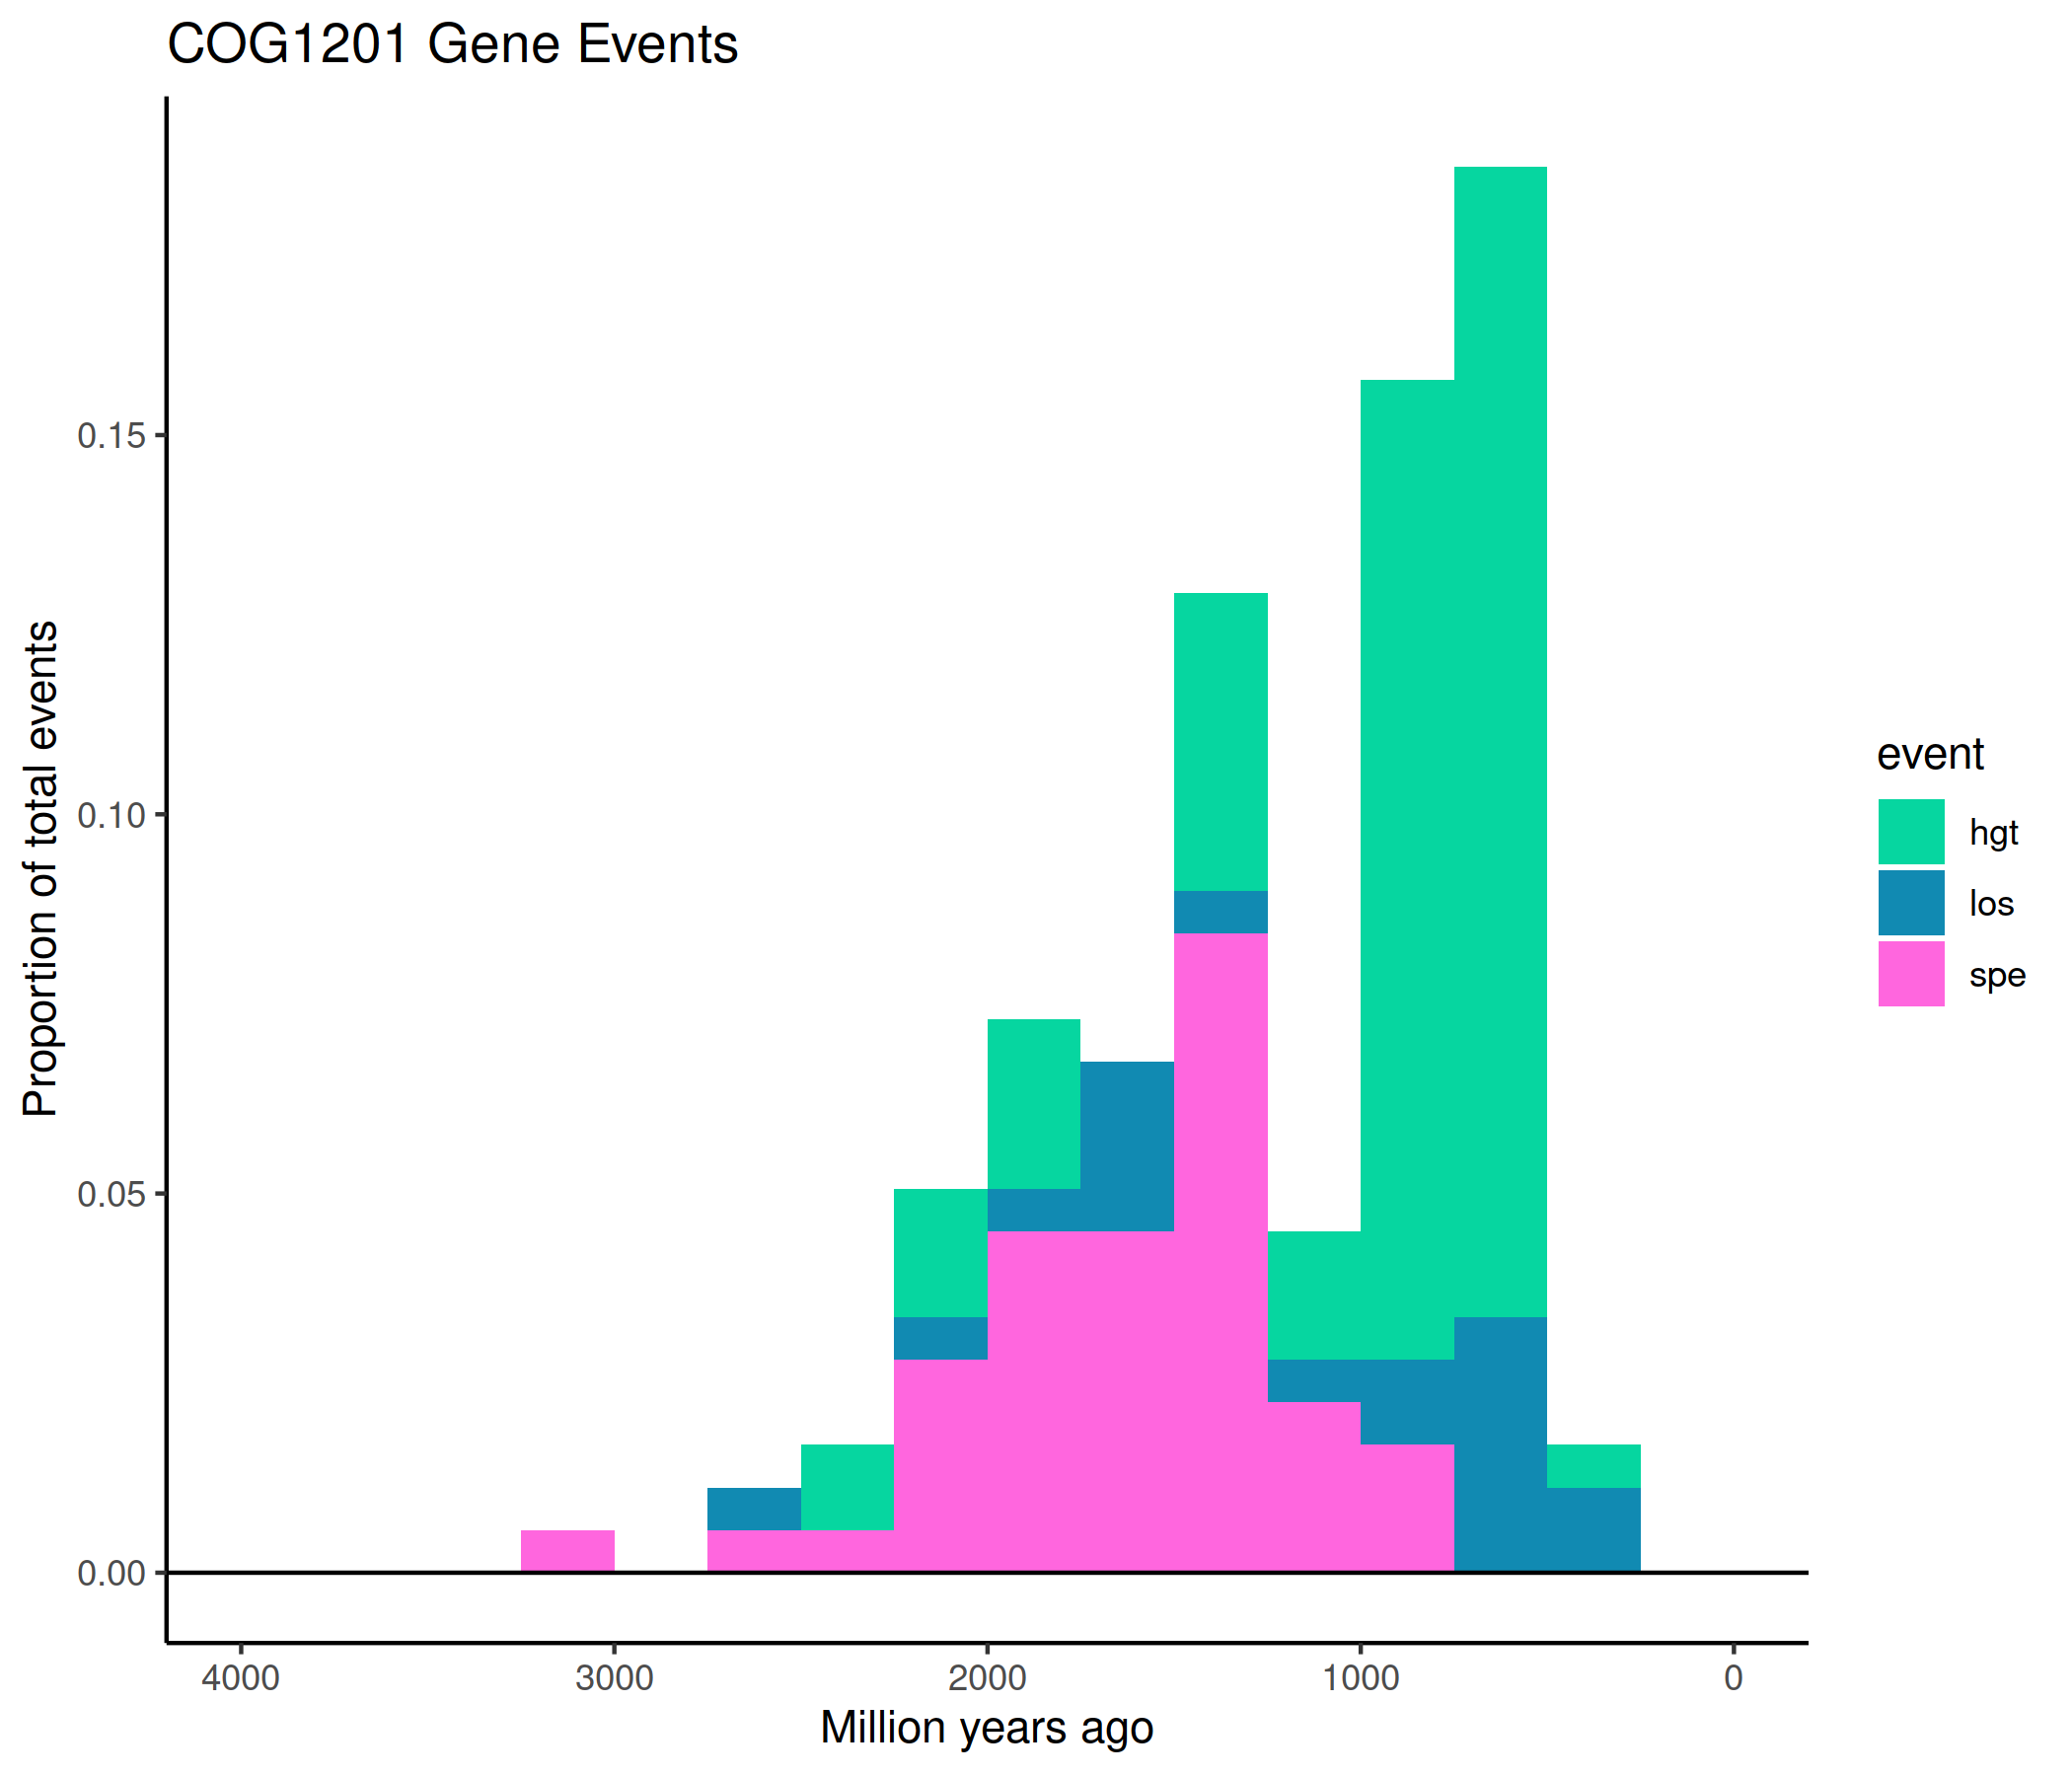 COG1201 Gene Events
Proportion of total events
0.15
0.10
0.05
0.00
4000 3000 2000 1000 0
Million years ago
event
hgt
los
spe